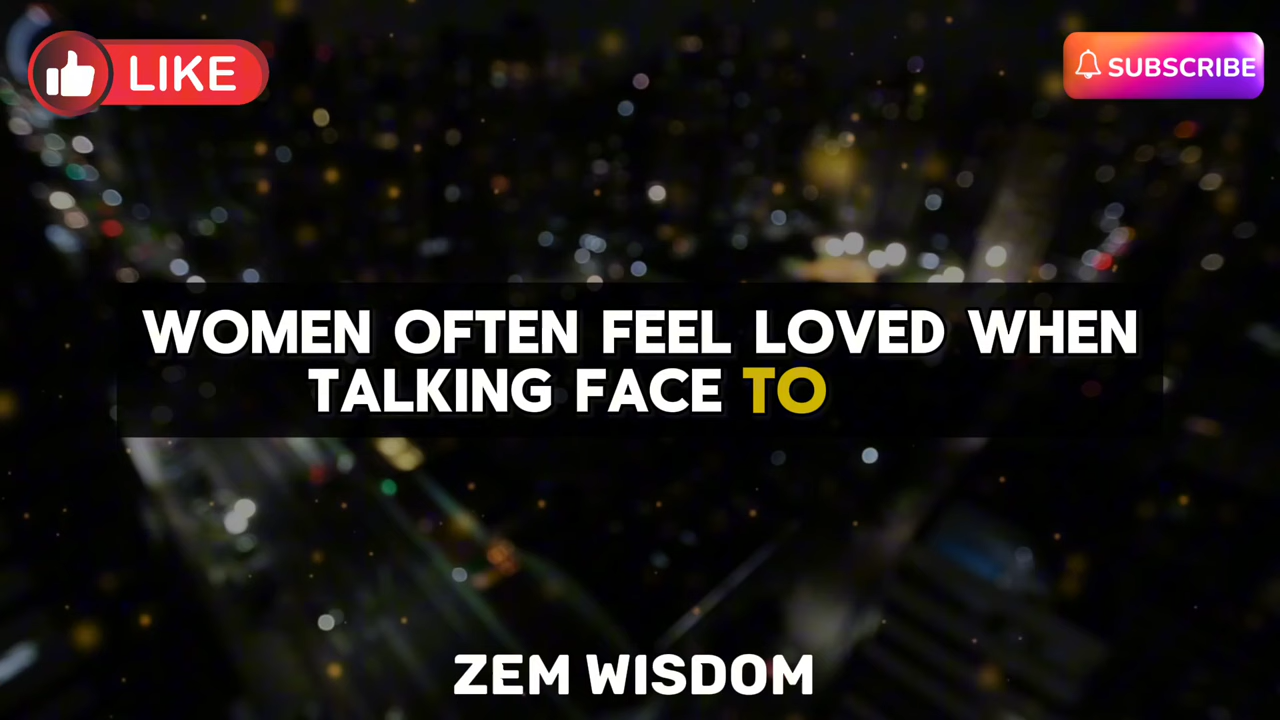 LIKE
SUBSCRIBE
WOMEN OFTEN FEEL LOVED WHEN
TALKING FACE TO
ZEM WISDOM